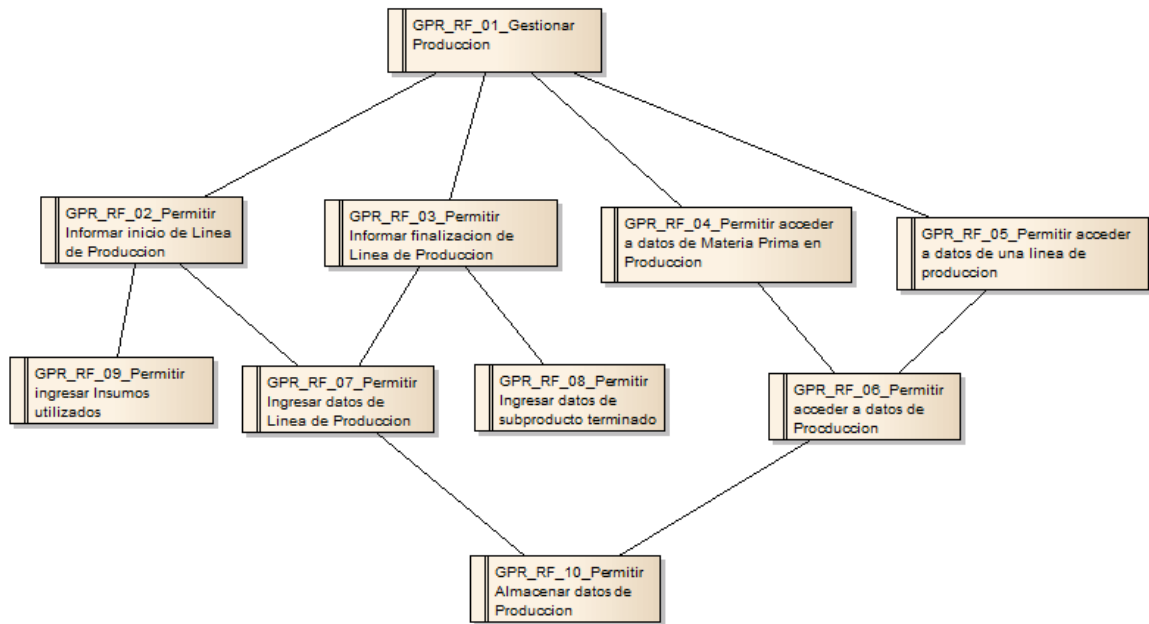 GPR_RF_01_Gestionar
Produccion
GPR_RF_02_Permitir
Informar inicio de Linea
de Produccion
GPR_RF_03_Permitir
Informar finalizacion de
Linea de Produccion
GPR_RF_04_Permitir acceder
a datos de Materia Prima en
Produccion
GPR_RF_05_Permitir acceder
a datos de una linea de
produccion
GPR_RF_09_Permitir
ingresar Insumos
utilizados
GPR_RF_07_Permitir
Ingresar datos de
Linea de Produccion
GPR_RF_08_Permitir
Ingresar datos de
subproducto terminado
GPR_RF_06_Permitir
acceder a datos de
Procduccion
GPR_RF_10_Permitir
Almacenar datos de
Produccion